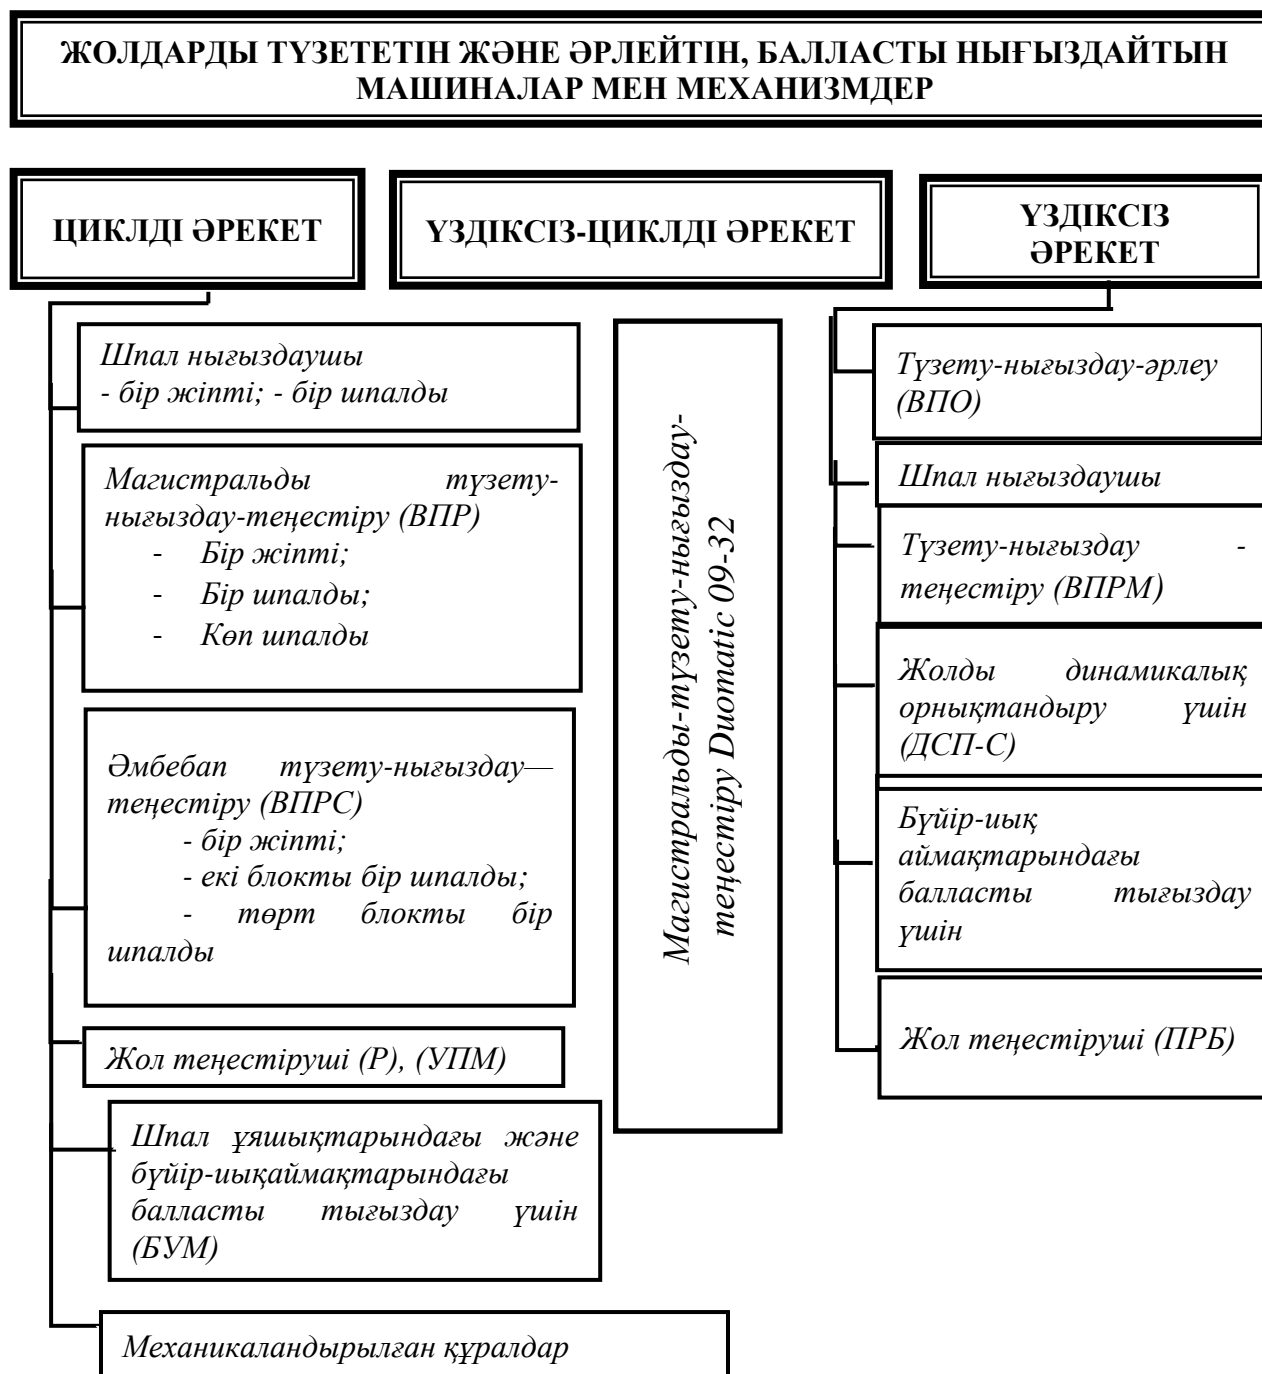 ЖОЛДАРДЫ ТҮЗЕТЕТІН ЖӘНЕ ӘРЛЕЙТІН, БАЛЛАСТЫ НЫҒЫЗДАЙТЫН
МАШИНАЛАР МЕН МЕХАНИЗМДЕР
ЦИКЛДІ ӘРЕКЕТ
ҮЗДІКСІЗ-ЦИКЛДІ ӘРЕКЕТ
ҮЗДІКСІЗ
ӘРЕКЕТ
Шпал нығыздаушы
- бір жіпті; - бір шпалды
Магистральды түзету-
нығыздау-теңестіру (ВПР)
- Бір жіпті;
- Бір шпалды;
- Көп шпалды
Әмбебап түзету-нығыздау—
теңестіру (ВПРС)
- бір жіпті;
- екі блокты бір шпалды;
- төрт блокты бір
шпалды
Жол теңестіруші (Р), (УПМ)
Шпал ұяшықтарындағы және
бүйір-иықаймақтарындағы
балласты тығыздау үшін
(БУМ)
Механикаландырылған құралдар
Магистральды-түзету-нығыздау-
теңестіру Duomatic 09-32
Түзету-нығыздау-әрлеу
(ВПО)
Шпал нығыздаушы
Түзету-нығыздау -
теңестіру (ВПРМ)
Жолды динамикалық
орнықтандыру үшін
(ДСП-С)
Бүйір-иық
аймақтарындағы
балласты тығыздау
үшін
Жол теңестіруші (ПРБ)